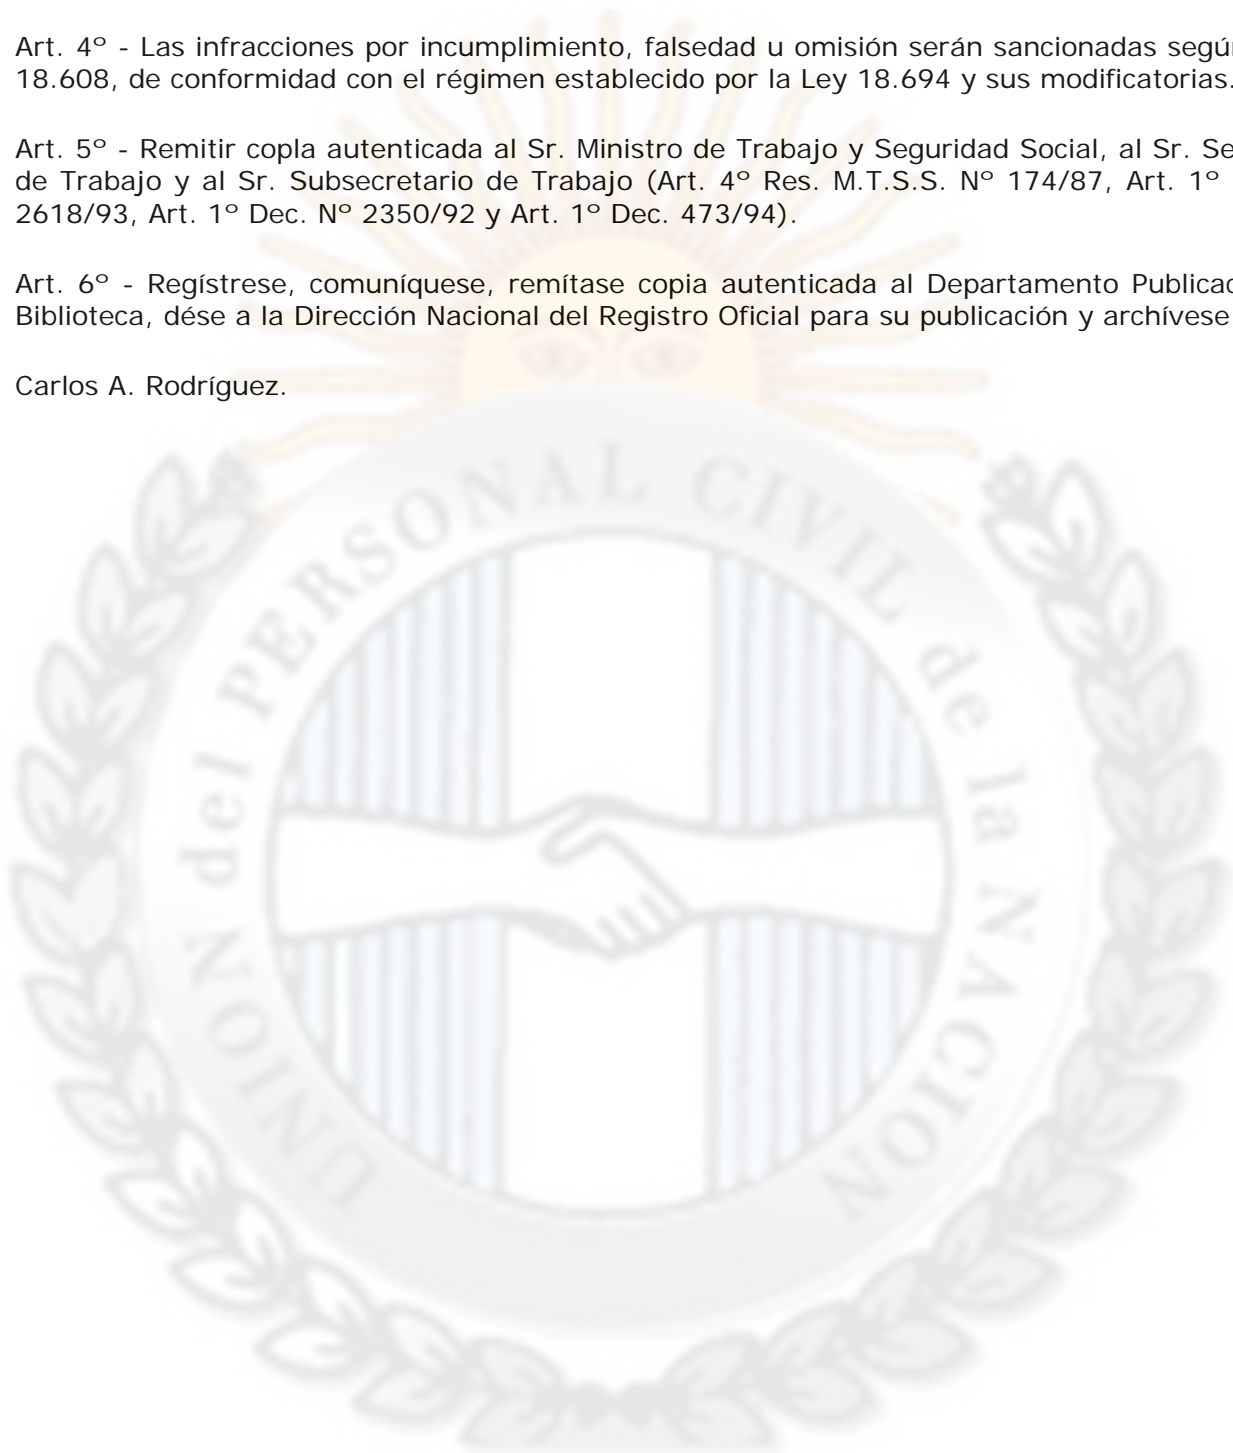 Art. 4º - Las infracciones por incumplimiento, falsedad u omisión serán sancionadas
18.608, de conformidad con el régimen establecido por la Ley 18.694 y sus modificatorias.
Art. 5º - Remitir copla autenticada al Sr. Ministro de Trabajo y Seguridad Social, al Sr.
de Trabajo y al Sr. Subsecretario de Trabajo (Art. 4º Res. M.T.S.S. Nº 174/87, Art. 1º
2618/93, Art. 1º Dec. Nº 2350/92 y Art. 1º Dec. 473/94).
Art. 6º - Regístrese, comuníquese, remítase copia autenticada al Departamento
Biblioteca, dése a la Dirección Nacional del Registro Oficial para su publicación y archívese
Carlos A. Rodríguez.
UNION del PERSONAL CIVIL de la NACION